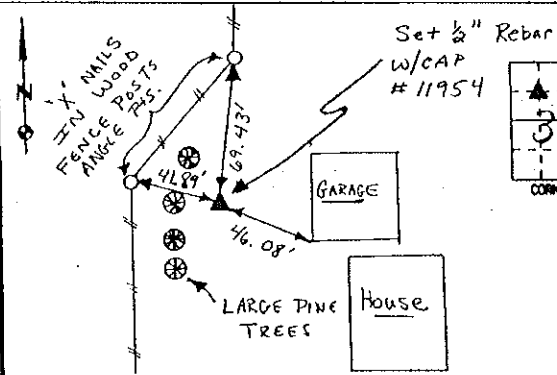 N
'X' NAILS
IN WOOD
FENCE POSTS
ANGLE PTS.
Set ½" Rebar
W/CAP
# 11954
69.43'
41.89'
46.08'
GARAGE
House
LARGE PINE
TREES